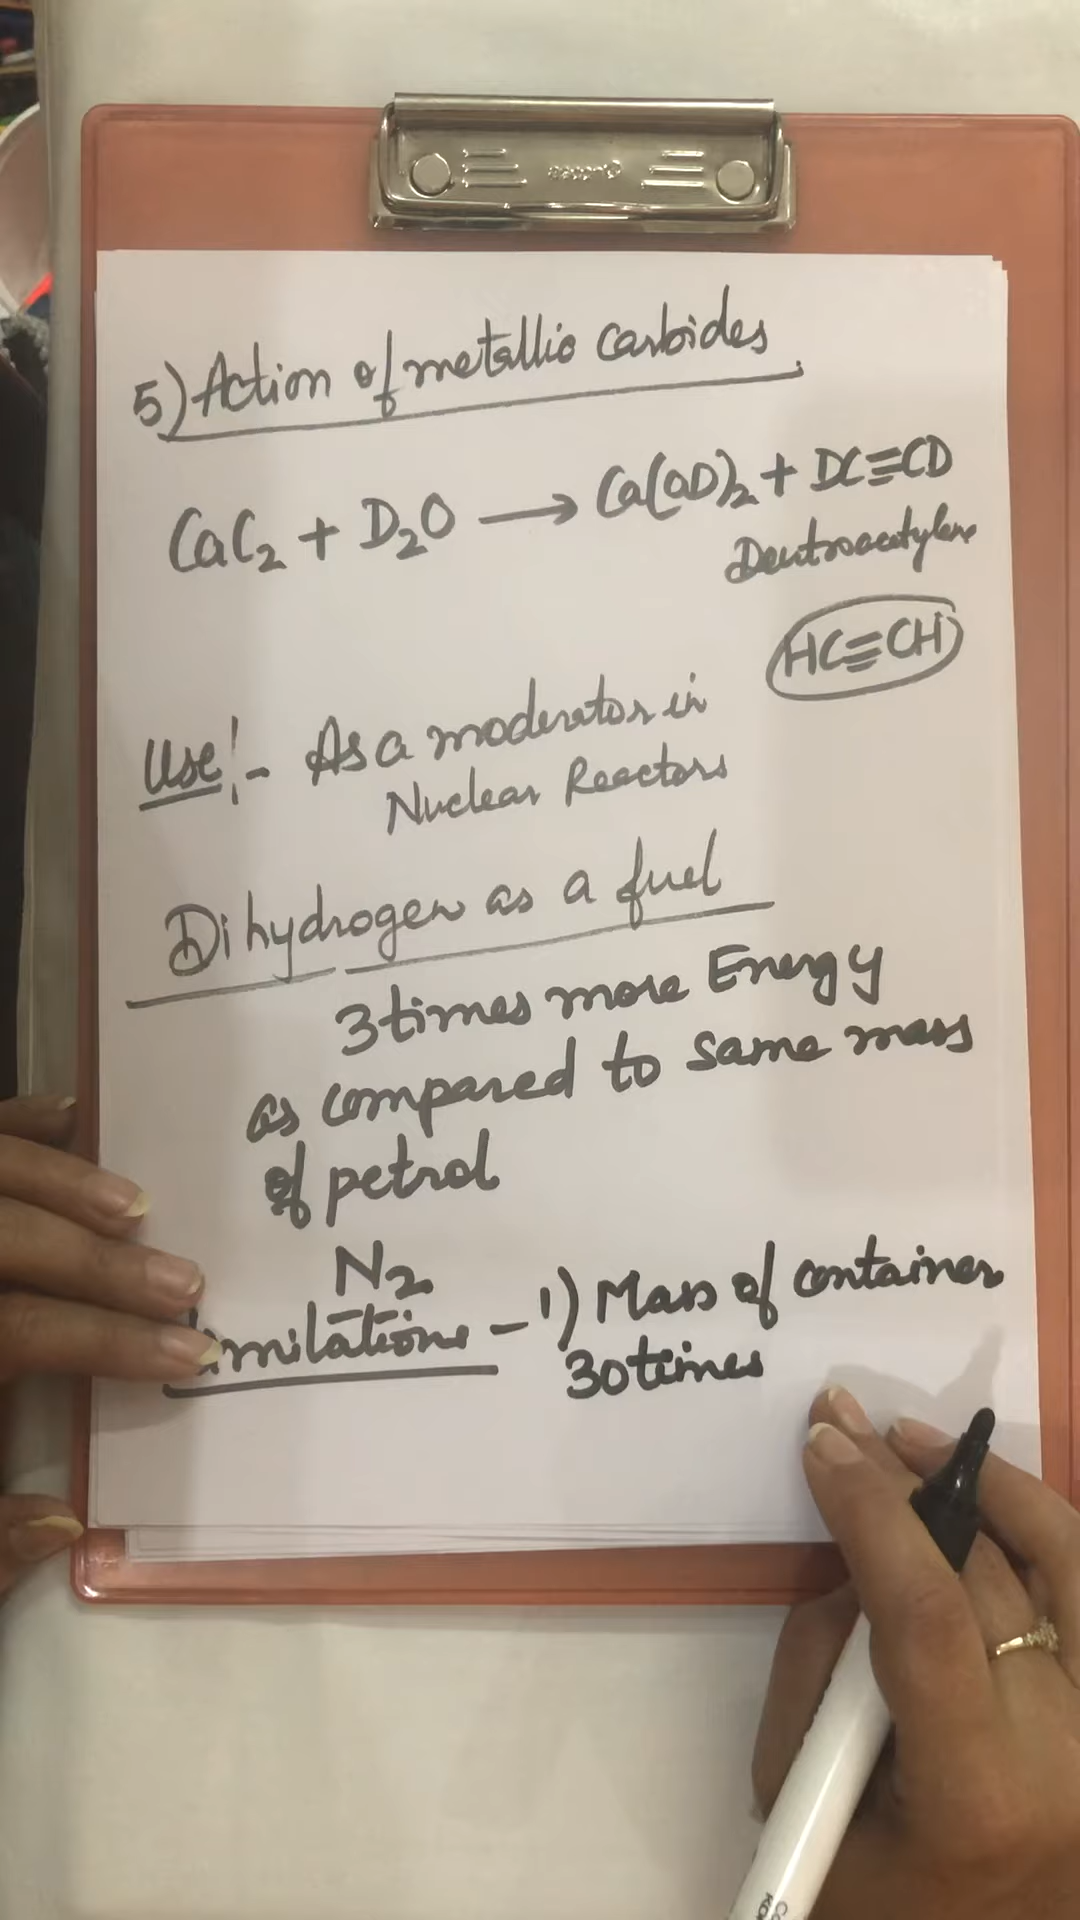 5) Action of metallic carbides
CaC₂ + D₂O ⟶ Ca(OD)₂ + DC≡CD
Deutroacetylene
HC≡CH
Use:- As a moderator in
Nuclear Reactors
Dihydrogen as a fuel
3 times more Energy
as compared to same mass
of petrol
N₂
Limitations - 1) Mass of container
30 times